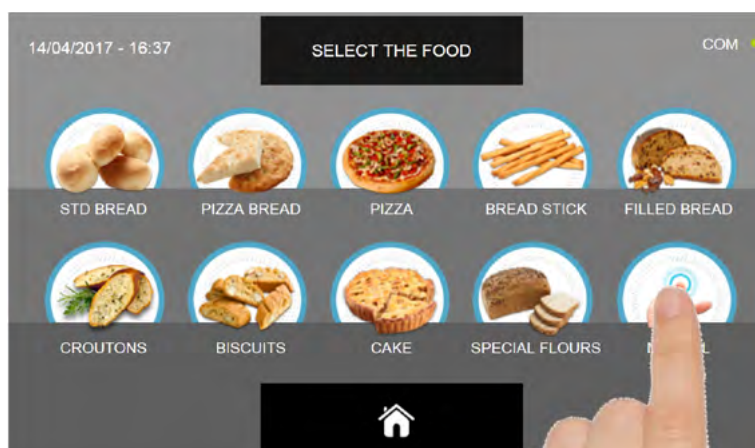 14/04/2017 - 16:37
SELECT THE FOOD
COM
STD BREAD
PIZZA BREAD
PIZZA
BREAD STICK
FILLED BREAD
CROUTONS
BISCUITS
CAKE
SPECIAL FLOURS